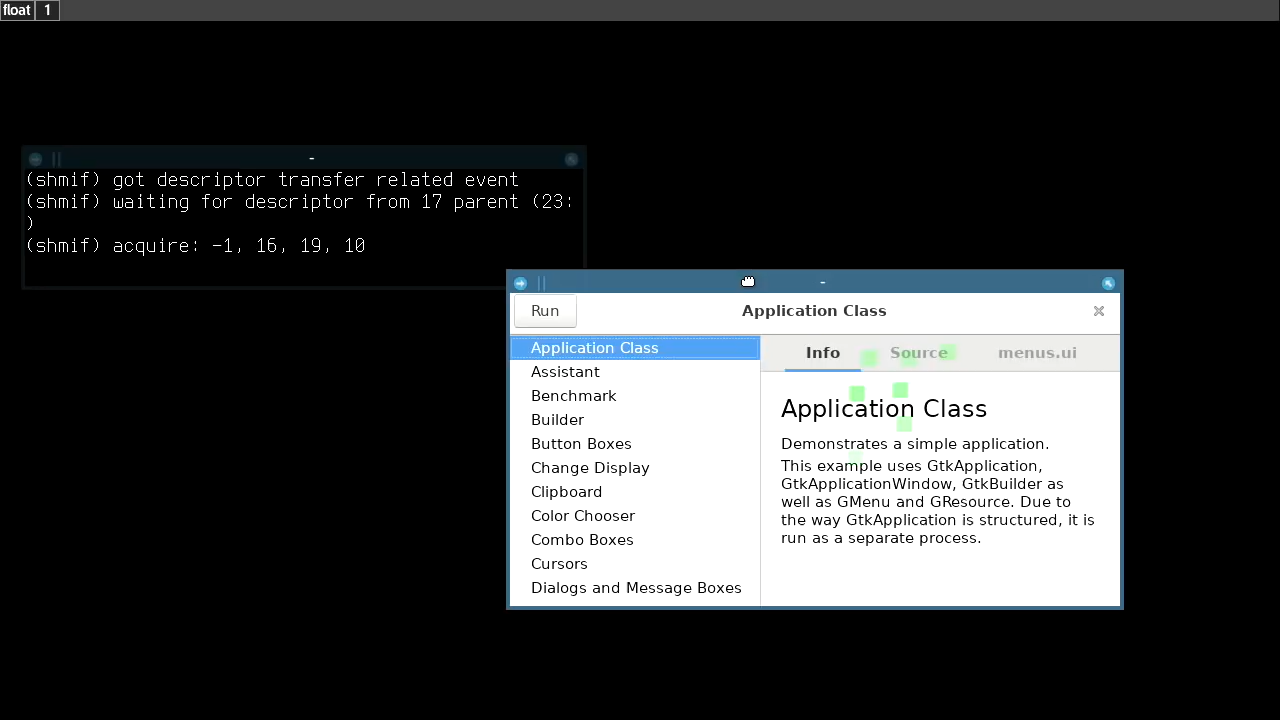 float 1
-
(shmif) got descriptor transfer related event
(shmif) waiting for descriptor from 17 parent (23:
)
(shmif) acquire: -1, 16, 19, 10
-
Run
Application Class
Application Class
Assistant
Benchmark
Builder
Button Boxes
Change Display
Clipboard
Color Chooser
Combo Boxes
Cursors
Dialogs and Message Boxes
Info Source menus.ui
Application Class
Demonstrates a simple application.
This example uses GtkApplication,
GtkApplicationWindow, GtkBuilder as
well as GMenu and GResource. Due to
the way GtkApplication is structured, it is
run as a separate process.